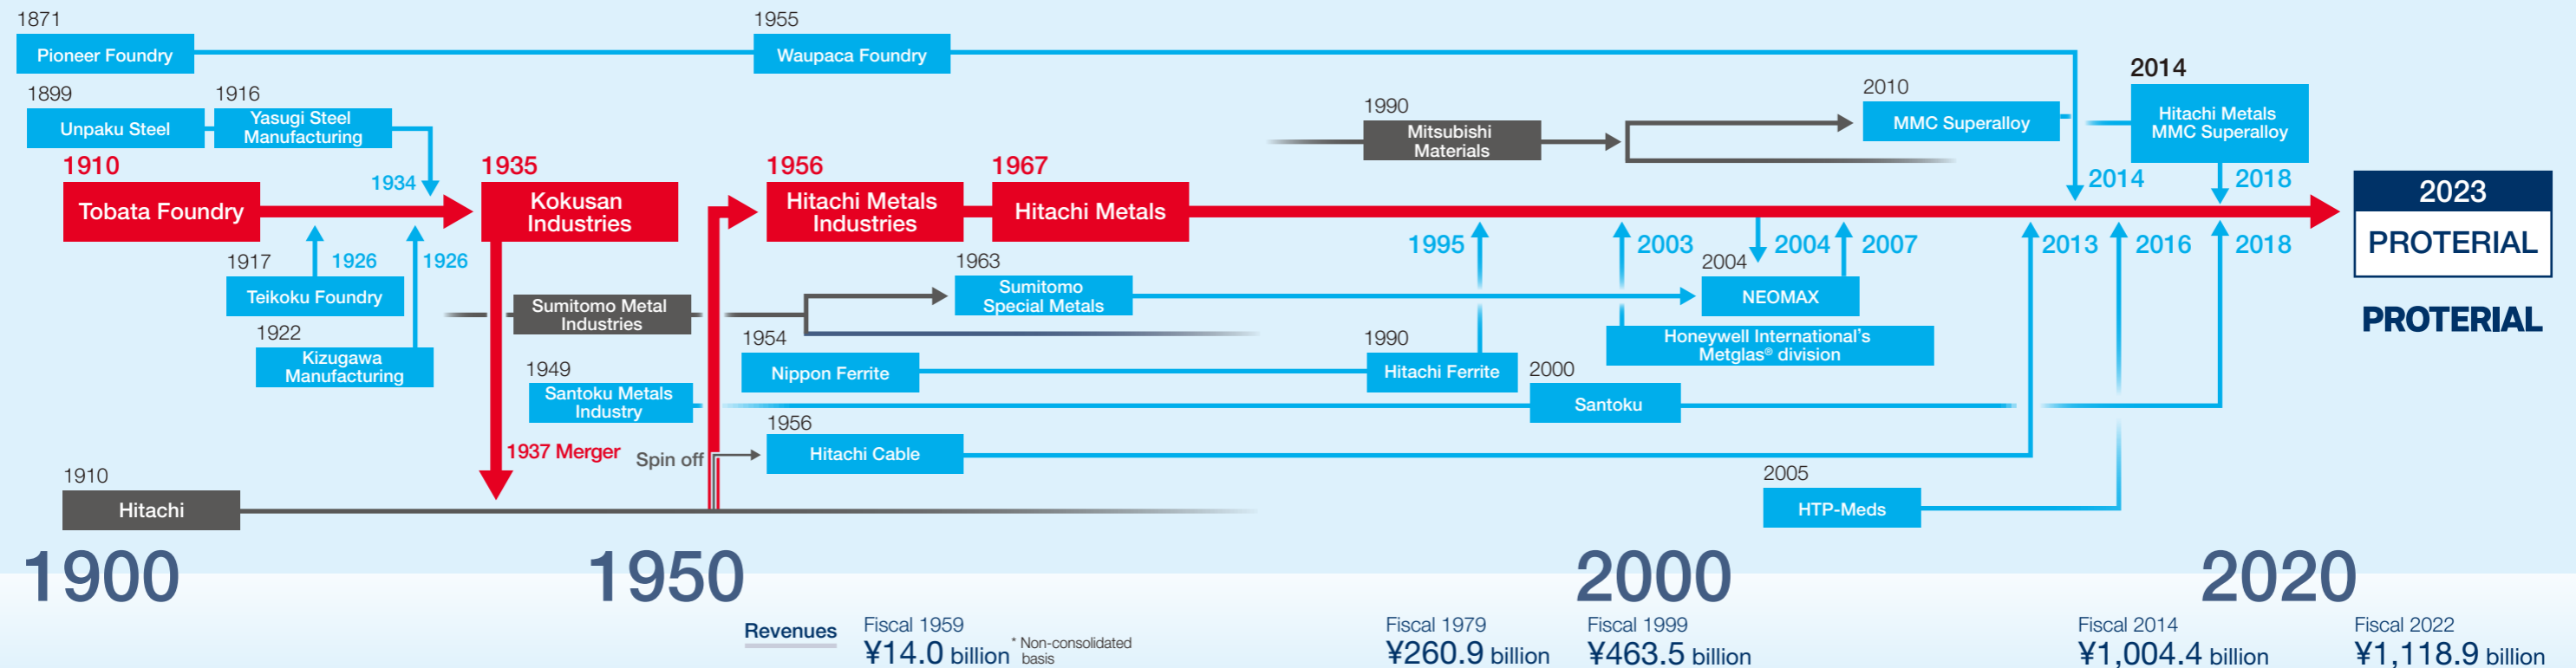 1871
Pioneer Foundry
1955
Waupaca Foundry
1899
Unpaku Steel
1916
Yasugi Steel
Manufacturing
1934
1990
Mitsubishi
Materials
2010
MMC Superalloy
2014
Hitachi Metals
MMC Superalloy
2014
2018
1910
Tobata Foundry
1935
Kokusan
Industries
1956
Hitachi Metals
Industries
1967
Hitachi Metals
2023
PROTERIAL
PROTERIAL
1926
1926
1917
Teikoku Foundry
1922
Kizugawa
Manufacturing
Sumitomo Metal
Industries
1963
Sumitomo
Special Metals
1995
2003
2004
2007
2013
2016
2018
2004
NEOMAX
Honeywell International's
Metglas® division
1954
Nippon Ferrite
1990
Hitachi Ferrite
1949
Santoku Metals
Industry
2000
Santoku
1937 Merger
Spin off
1956
Hitachi Cable
2005
HTP-Meds
1910
Hitachi
1900
1950
2000
2020
Revenues
Fiscal 1959
¥14.0 billion
* Non-consolidated
basis
Fiscal 1979
¥260.9 billion
Fiscal 1999
¥463.5 billion
Fiscal 2014
¥1,004.4 billion
Fiscal 2022
¥1,118.9 billion